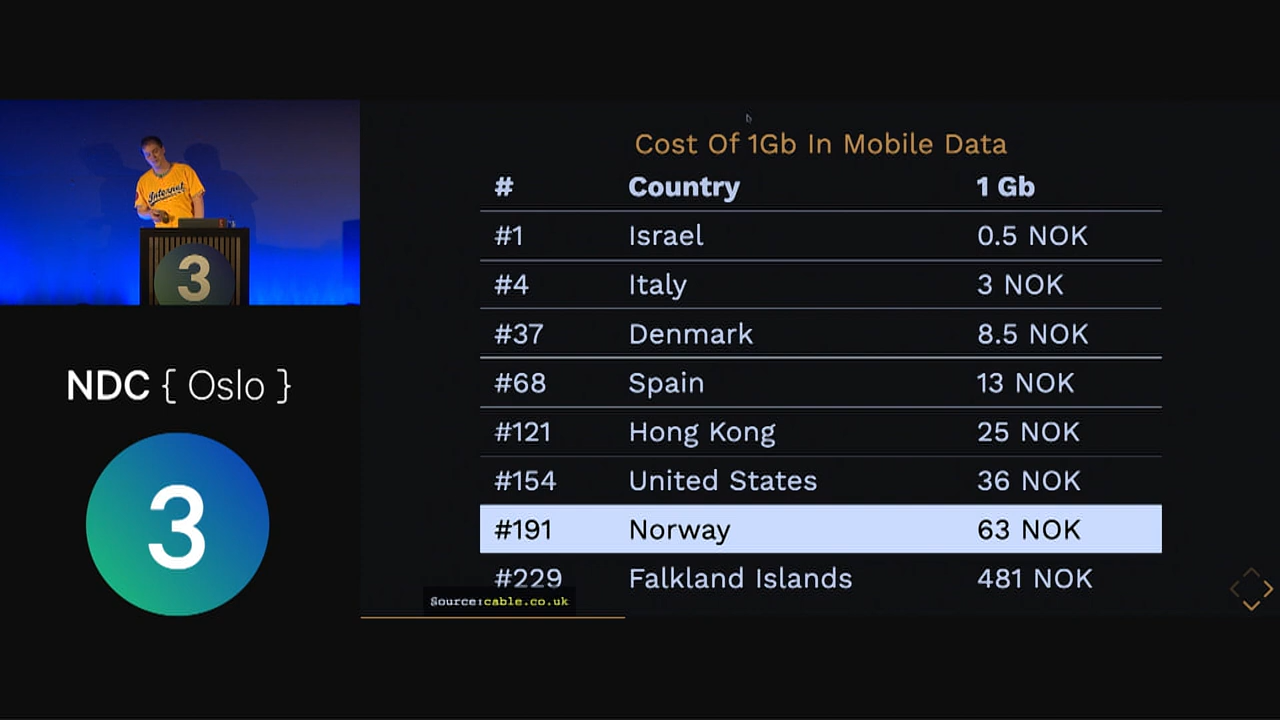 Internet
3
NDC { Oslo }
3
Cost Of 1Gb In Mobile Data
# Country 1 Gb
#1 Israel 0.5 NOK
#4 Italy 3 NOK
#37 Denmark 8.5 NOK
#68 Spain 13 NOK
#121 Hong Kong 25 NOK
#154 United States 36 NOK
#191 Norway 63 NOK
#229 Falkland Islands 481 NOK
Source:cable.co.uk